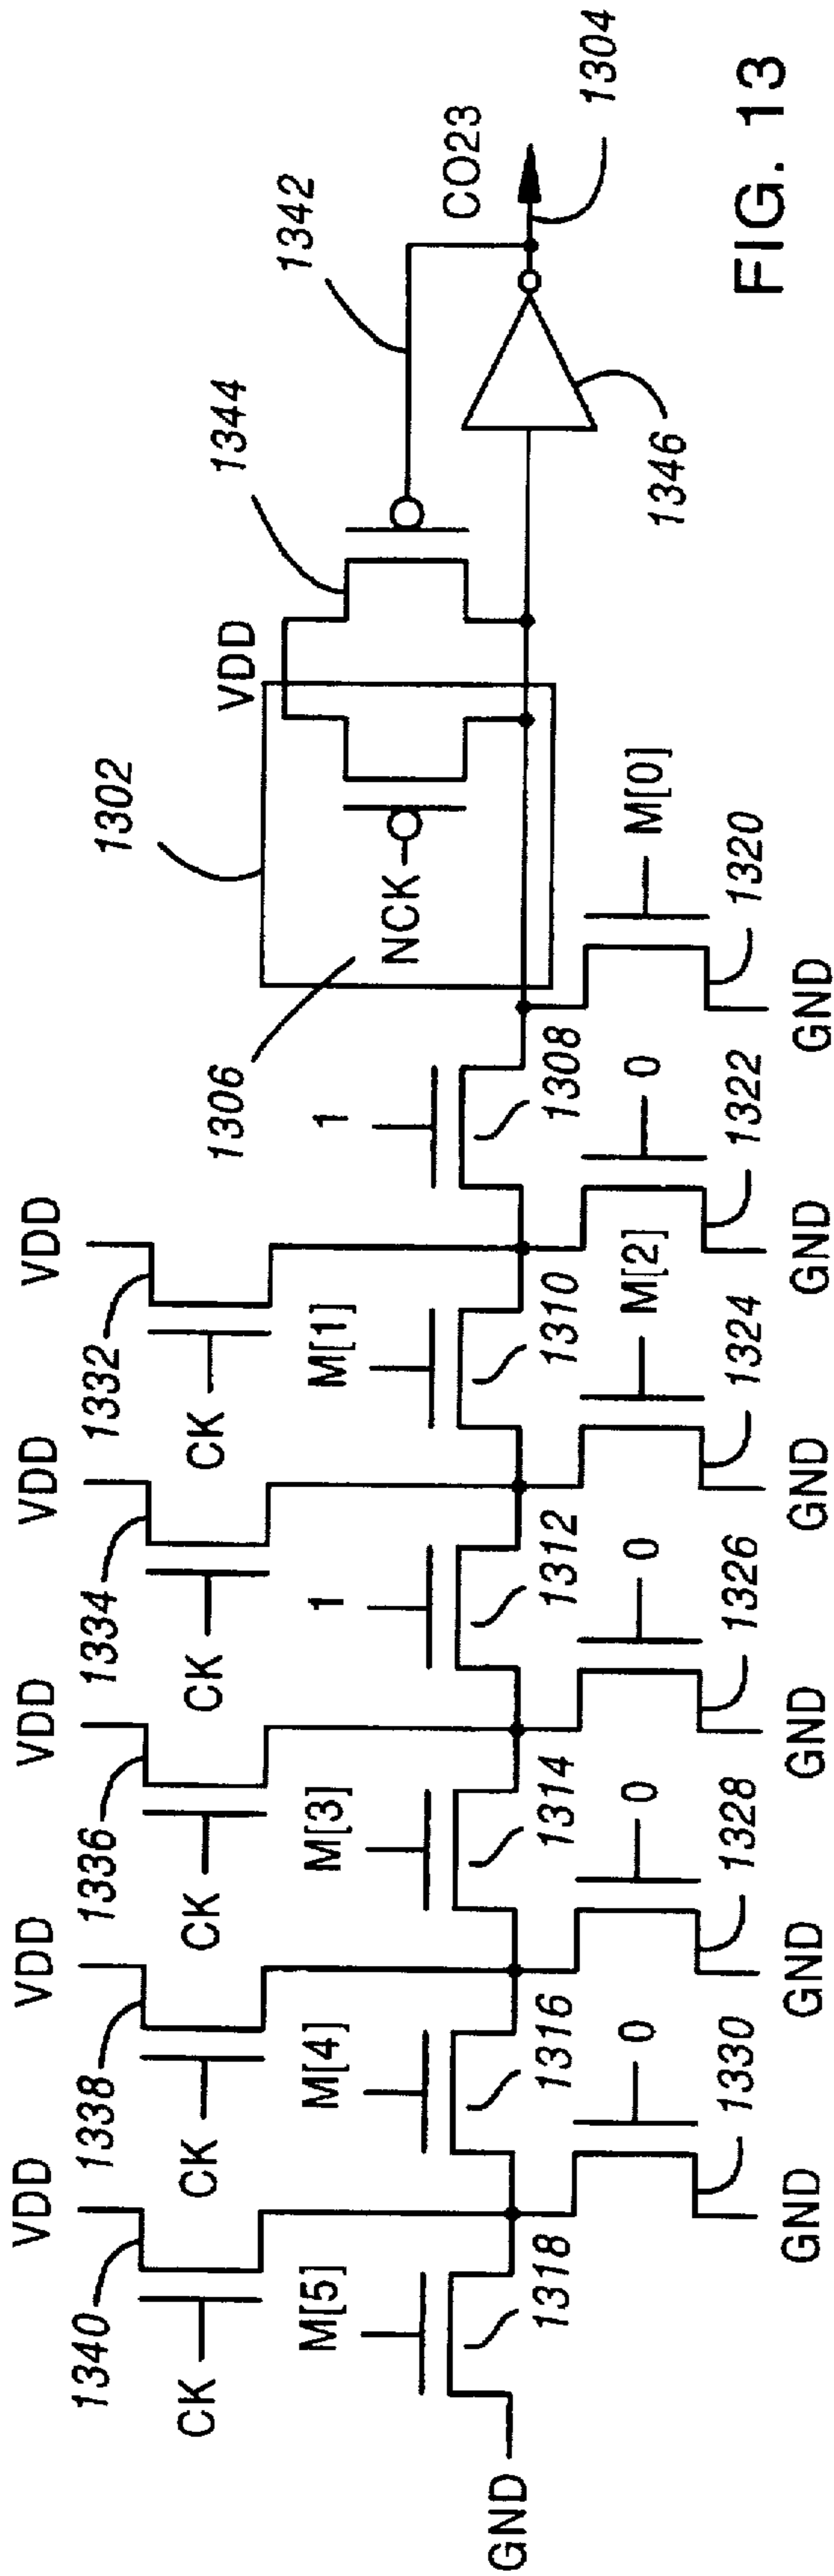 VDD VDD VDD VDD VDD
1340 1338 1336 1334 1332 1302
CK CK CK CK CK 1306 VDD 1344 1342
M[5] M[4] M[3] 1 M[1] 1 NCK CO23
GND 1318 1316 1314 1312 1310 1308 1346 1304
0 0 0 M[2] 0 M[0]
1330 1328 1326 1324 1322 1320
GND GND GND GND GND GND
FIG. 13